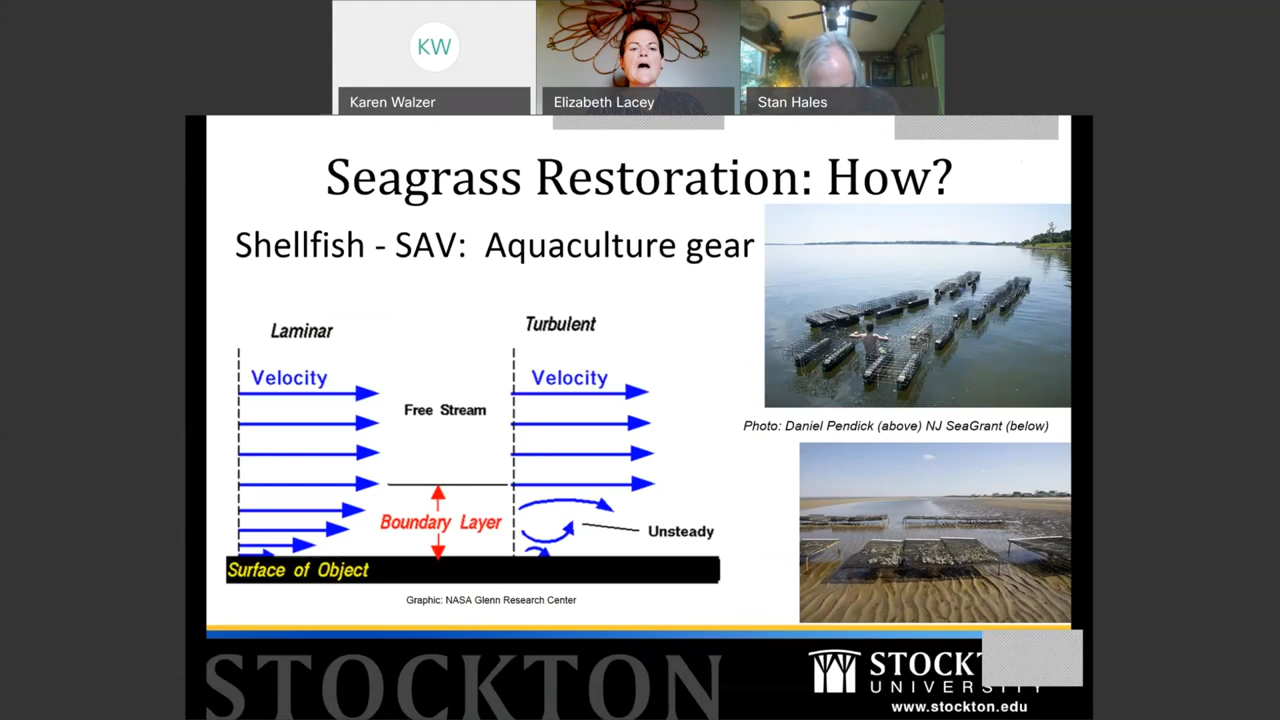 KW
Karen Walzer
Elizabeth Lacey
Stan Hales
Seagrass Restoration: How?
Shellfish - SAV: Aquaculture gear
Laminar
Turbulent
Velocity
Velocity
Free Stream
Photo: Daniel Pendick (above) NJ SeaGrant (below)
Boundary Layer
Unsteady
Surface of Object
Graphic: NASA Glenn Research Center
STOCKTON
UNIVERSITY
www.stockton.edu